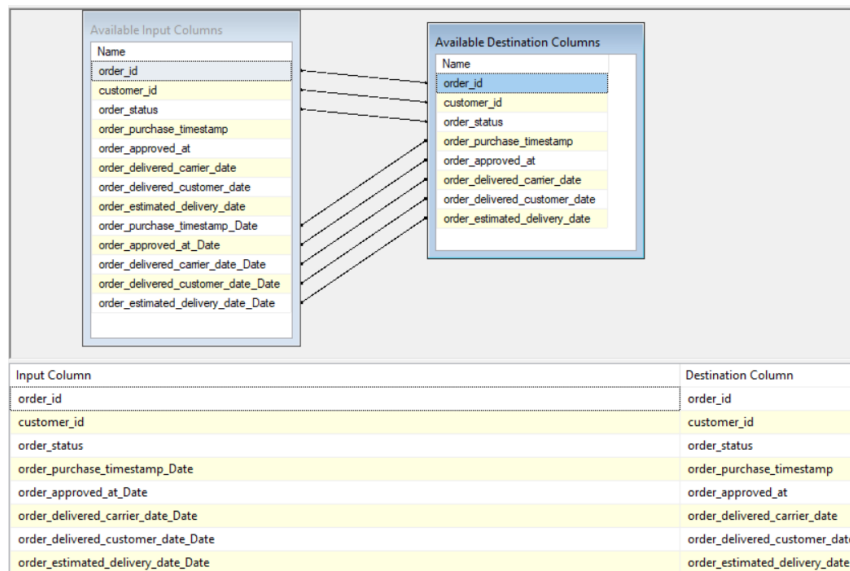 Available Input Columns
Name
order_id
customer_id
order_status
order_purchase_timestamp
order_approved_at
order_delivered_carrier_date
order_delivered_customer_date
order_estimated_delivery_date
order_purchase_timestamp_Date
order_approved_at_Date
order_delivered_carrier_date_Date
order_delivered_customer_date_Date
order_estimated_delivery_date_Date
Available Destination Columns
Name
order_id
customer_id
order_status
order_purchase_timestamp
order_approved_at
order_delivered_carrier_date
order_delivered_customer_date
order_estimated_delivery_date
Input Column Destination Column
order_id order_id
customer_id customer_id
order_status order_status
order_purchase_timestamp_Date order_purchase_timestamp
order_approved_at_Date order_approved_at
order_delivered_carrier_date_Date order_delivered_carrier_date
order_delivered_customer_date_Date order_delivered_customer_dat
order_estimated_delivery_date_Date order_estimated_delivery_date